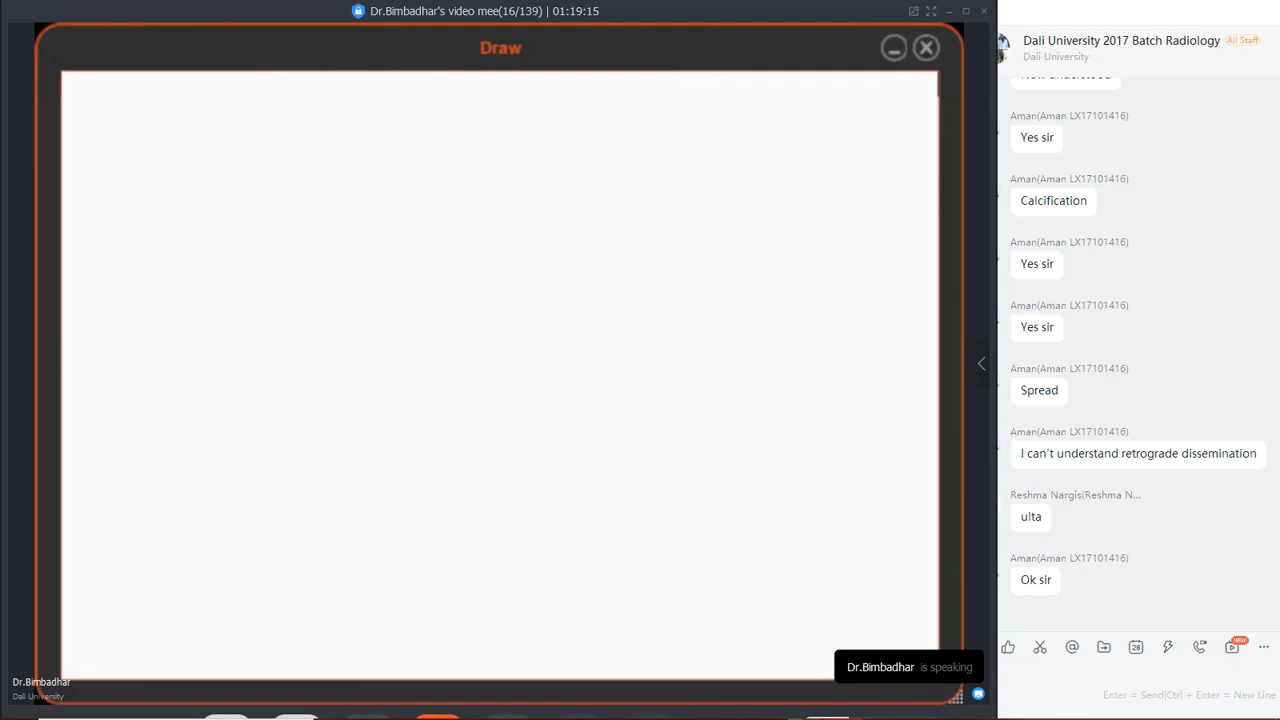 Dr.Bimbadhar's video mee(16/139) | 01:19:15
Draw
Dr.Bimbadhar is speaking
Dr.Bimbadhar
Dali University
Dali University 2017 Batch Radiology All Staff
Dali University
Aman(Aman LX17101416)
Yes sir
Aman(Aman LX17101416)
Calcification
Aman(Aman LX17101416)
Yes sir
Aman(Aman LX17101416)
Yes sir
Aman(Aman LX17101416)
Spread
Aman(Aman LX17101416)
I can't understand retrograde dissemination
Reshma Nargis(Reshma N...
ulta
Aman(Aman LX17101416)
Ok sir
28
NEW
Enter = Send|Ctrl + Enter = New Line